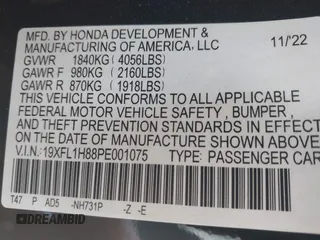 MFD. BY HONDA DEVELOPMENT &
MANUFACTURING OF AMERICA, LLC
GVWR 1840KG ( 4056LBS) 11/'22
GAWR F 980KG (2160LBS)
GAWR R 870KG (1918LBS)
THIS VEHICLE CONFORMS TO ALL APPLICABLE
FEDERAL MOTOR VEHICLE SAFETY , BUMPER ,
AND THEFT PREVENTION STANDARDS IN EFFECT
ON THE DATE OF MANUFACTURE SHOWN ABOVE.
V.I.N.: 19XFL1H88PE001075 TYPE: PASSENGER CAR
T47 P AD5 -NH731P -Z -E
DREAMBID